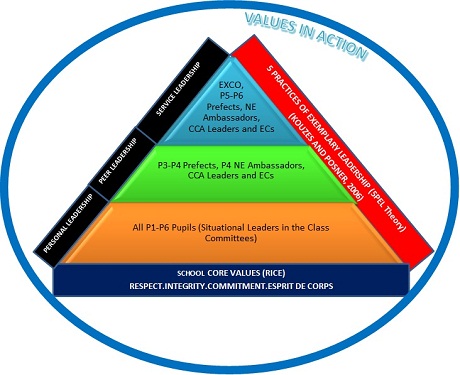 VALUES IN ACTION
SERVICE LEADERSHIP
PEER LEADERSHIP
PERSONAL LEADERSHIP
5 PRACTICES OF EXEMPLARY LEADERSHIP (SPEL Theory)
(KOUZES AND POSNER, 2006)
EXCO,
P5-P6
Prefects, NE
Ambassadors,
CCA Leaders and ECs
P3-P4 Prefects, P4 NE Ambassadors,
CCA Leaders and ECs
All P1-P6 Pupils (Situational Leaders in the Class
Committees)
SCHOOL CORE VALUES (RICE)
RESPECT.INTEGRITY.COMMITMENT.ESPRIT DE CORPS